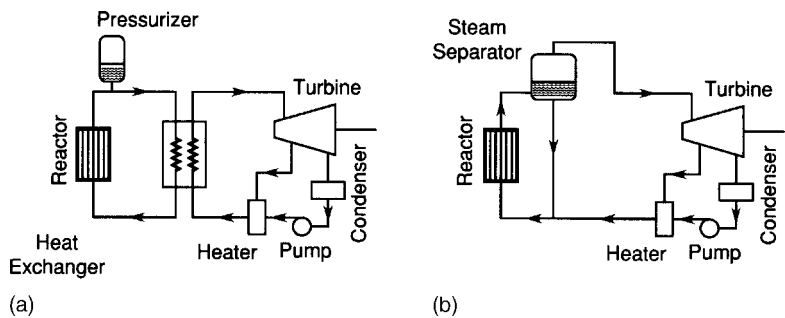 Pressurizer
Turbine
Reactor
Condenser
Heat
Exchanger
Heater
Pump
(a)
Steam
Separator
Turbine
Reactor
Condenser
Heater
Pump
(b)